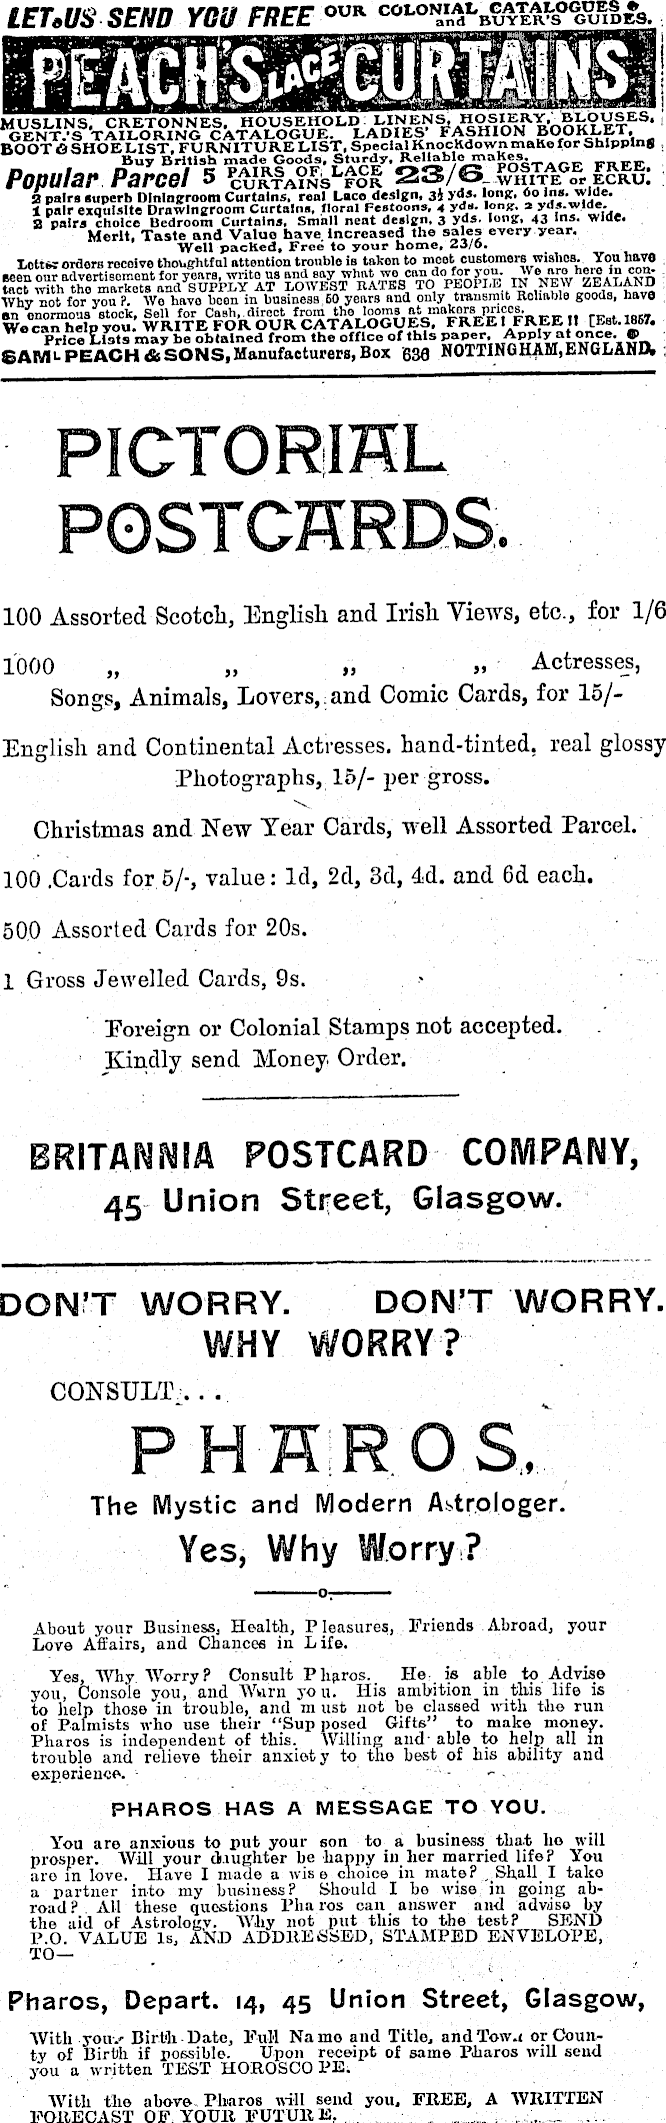 LET US SEND YOU FREE OUR COLONIAL CATALOGUES and BUYER'S GUIDES.
PEACH'S LACE CURTAINS
MUSLINS, CRETONNES, HOUSEHOLD LINENS, HOSIERY, BLOUSES,
GENT.'S TAILORING CATALOGUE. LADIES' FASHION BOOKLET,
BOOT & SHOE LIST, FURNITURE LIST, Special Knockdown make for Shipping
Buy British made Goods, Sturdy, Reliable makes.
Popular Parcel 5 PAIRS OF LACE CURTAINS FOR 23/6 POSTAGE FREE. WHITE or ECRU.
2 pairs superb Diningroom Curtains, real Lace design, 3½ yds. long, 60 ins. wide.
1 pair exquisite Drawingroom Curtains, floral Festoons, 4 yds. long, 2 yds. wide.
2 pairs choice Bedroom Curtains, Small neat design, 3 yds. long, 43 ins. wide.
Merit, Taste and Value have increased the sales every year.
Well packed, Free to your home, 23/6.
Letter orders receive thoughtful attention trouble is taken to meet customers wishes. You have
seen our advertisement for years, write us and say what we can do for you. We are here in con-
tact with the markets and SUPPLY AT LOWEST RATES TO PEOPLE IN NEW ZEALAND
Why not for you?. We have been in business 50 years and only transmit Reliable goods, have
an enormous stock, Sell for Cash, direct from the looms at makers prices.
We can help you. WRITE FOR OUR CATALOGUES, FREE! FREE!! [Est. 1857.
Price Lists may be obtained from the office of this paper, Apply at once.
SAML PEACH & SONS, Manufacturers, Box 636 NOTTINGHAM, ENGLAND.
PICTORIAL
POSTCARDS.
100 Assorted Scotch, English and Irish Views, etc., for 1/6
1000 „ „ „ „ Actresses,
Songs, Animals, Lovers, and Comic Cards, for 15/-
English and Continental Actresses, hand-tinted, real glossy
Photographs, 15/- per gross.
Christmas and New Year Cards, well Assorted Parcel.
100 Cards for 5/-, value: 1d, 2d, 3d, 4d. and 6d each.
500 Assorted Cards for 20s.
1 Gross Jewelled Cards, 9s.
Foreign or Colonial Stamps not accepted.
Kindly send Money Order.
BRITANNIA POSTCARD COMPANY,
45 Union Street, Glasgow.
DON'T WORRY. DON'T WORRY.
WHY WORRY?
CONSULT...
PHAROS,
The Mystic and Modern Astrologer.
Yes, Why Worry?
o
About your Business, Health, Pleasures, Friends Abroad, your
Love Affairs, and Chances in Life.
Yes, Why Worry? Consult Pharos. He is able to Advise
you, Console you, and Warn you. His ambition in this life is
to help those in trouble, and must not be classed with the run
of Palmists who use their "Supposed Gifts" to make money.
Pharos is independent of this. Willing and able to help all in
trouble and relieve their anxiety to the best of his ability and
experience.
PHAROS HAS A MESSAGE TO YOU.
You are anxious to put your son to a business that he will
prosper. Will your daughter be happy in her married life? You
are in love. Have I made a wise choice in mate? Shall I take
a partner into my business? Should I be wise in going ab-
road? All these questions Pharos can answer and advise by
the aid of Astrology. Why not put this to the test? SEND
P.O. VALUE 1s, AND ADDRESSED, STAMPED ENVELOPE,
TO—
Pharos, Depart. 14, 45 Union Street, Glasgow,
With your Birth Date, Full Name and Title, and Town or Coun-
ty of Birth if possible. Upon receipt of same Pharos will send
you a written TEST HOROSCOPE.
With the above Pharos will send you, FREE, A WRITTEN
FORECAST OF YOUR FUTURE.